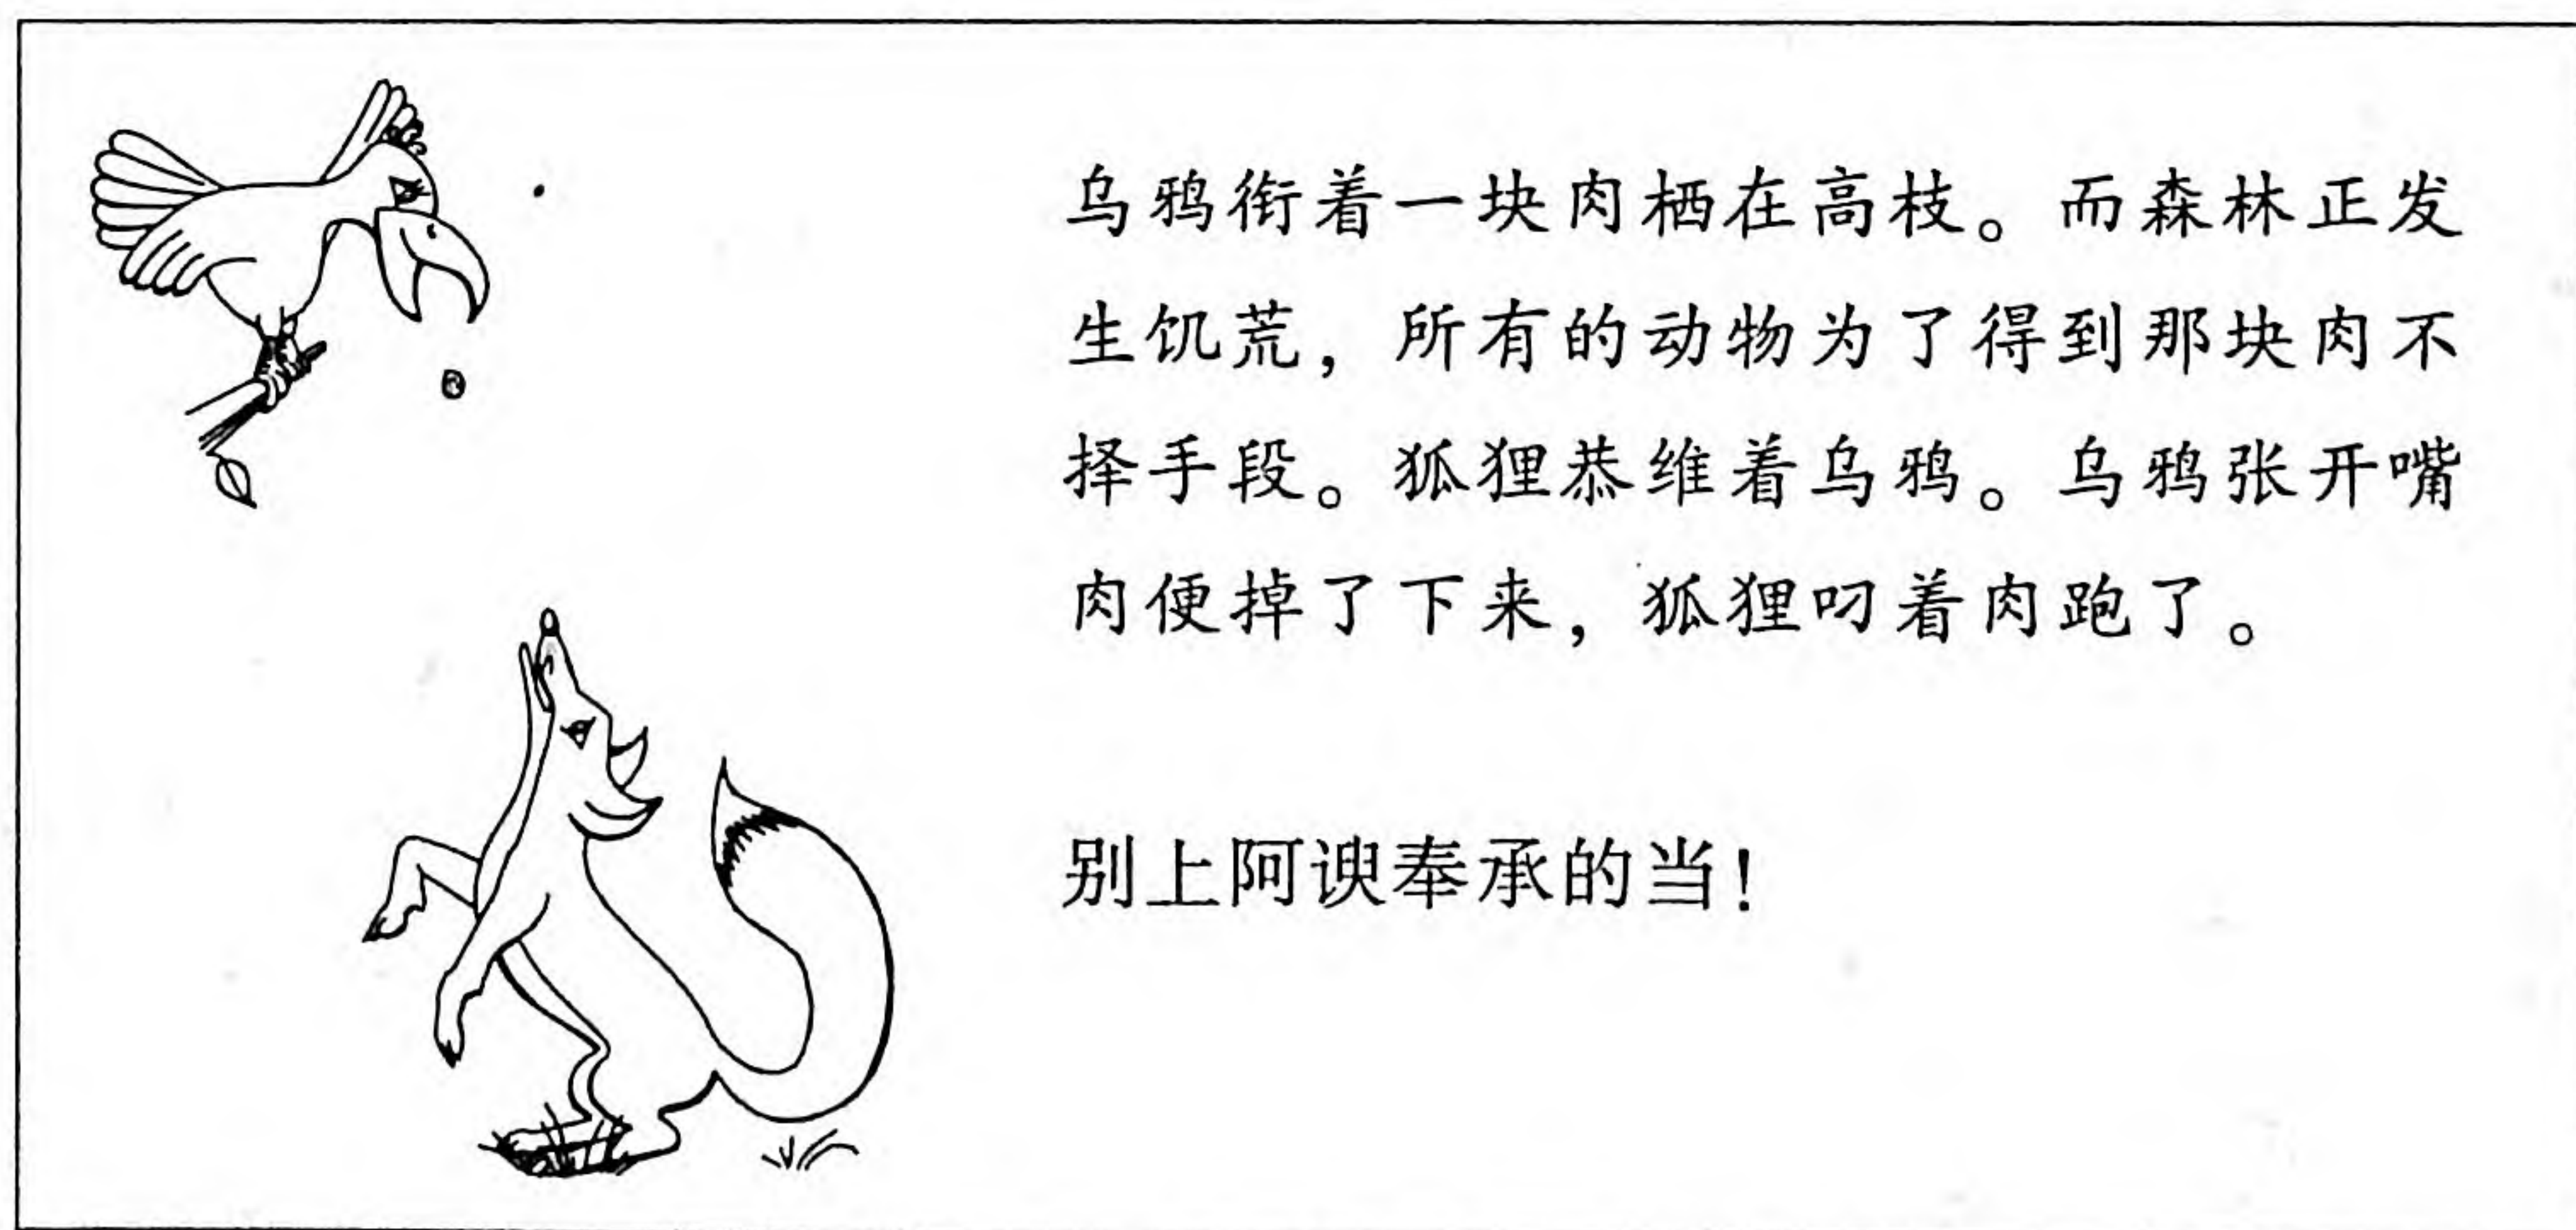 乌鸦衔着一块肉栖在高枝。而森林正发
生饥荒，所有的动物为了得到那块肉不
择手段。狐狸恭维着乌鸦。乌鸦张开嘴
肉便掉了下来，狐狸叼着肉跑了。
别上阿谀奉承的当！